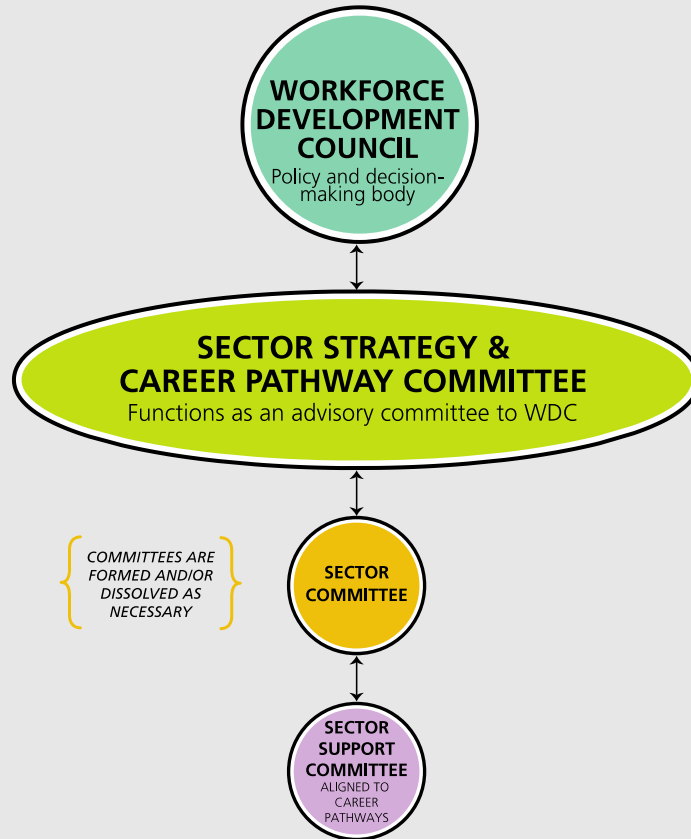 WORKFORCE
DEVELOPMENT
COUNCIL
Policy and decision-
making body
SECTOR STRATEGY &
CAREER PATHWAY COMMITTEE
Functions as an advisory committee to WDC
COMMITTEES ARE
FORMED AND/OR
DISSOLVED AS
NECESSARY
SECTOR
COMMITTEE
SECTOR
SUPPORT
COMMITTEE
ALIGNED TO
CAREER
PATHWAYS